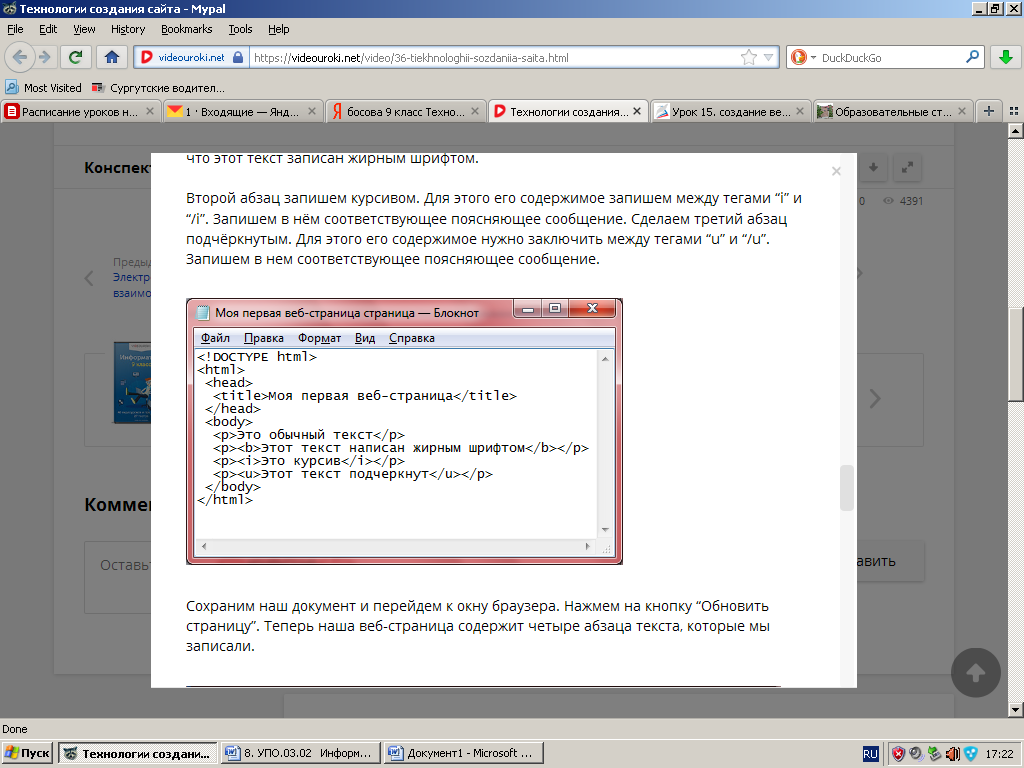 Технологии создания сайта - Mypal
File Edit View History Bookmarks Tools Help
videouroki.net https://videouroki.net/video/36-tiekhnologhii-sozdaniia-saita.html DuckDuckGo
Most Visited Сургутские водител...
Расписание уроков н... 1 · Входящие — Янд... босова 9 класс Техно... Технологии создания... Урок 15. создание ве... Образовательные ст...
что этот текст записан жирным шрифтом.
Конспек
4391
Второй абзац запишем курсивом. Для этого его содержимое запишем между тегами “i” и
“/i”. Запишем в нём соответствующее поясняющее сообщение. Сделаем третий абзац
подчёркнутым. Для этого его содержимое нужно заключить между тегами “u” и “/u”.
Запишем в нем соответствующее поясняющее сообщение.
Преды
Электр
взаимо
Моя первая веб-страница страница — Блокнот
Файл Правка Формат Вид Справка
<!DOCTYPE html>
<html>
<head>
<title>Моя первая веб-страница</title>
</head>
<body>
<p>Это обычный текст</p>
<p><b>Этот текст написан жирным шрифтом</b></p>
<p><i>Это курсив</i></p>
<p><u>Этот текст подчеркнут</u></p>
</body>
</html>
Комме
Оставь
авить
Сохраним наш документ и перейдем к окну браузера. Нажмем на кнопку “Обновить
страницу”. Теперь наша веб-страница содержит четыре абзаца текста, которые мы
записали.
Done
Пуск Технологии создани... 8. УПО.03.02 Информ... Документ1 - Microsoft ... RU 17:22